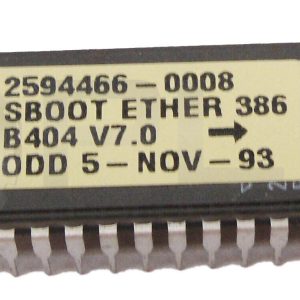 2594466-0008
SBOOT ETHER 386
B404 V7.0 →
ODD 5-NOV-93